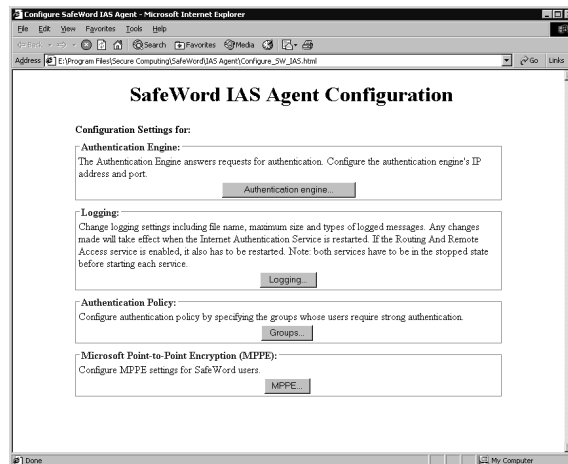 Configure SafeWord IAS Agent - Microsoft Internet Explorer
File Edit View Favorites Tools Help
Back Search Favorites Media
Address E:\Program Files\Secure Computing\SafeWord\IAS Agent\Configure_SW_IAS.html Go Links
SafeWord IAS Agent Configuration
Configuration Settings for:
Authentication Engine:
The Authentication Engine answers requests for authentication. Configure the authentication engine's IP
address and port.
Authentication engine...
Logging:
Change logging settings including file name, maximum size and types of logged messages. Any changes
made will take effect when the Internet Authentication Service is restarted. If the Routing And Remote
Access service is enabled, it also has to be restarted. Note: both services have to be in the stopped state
before starting each service.
Logging...
Authentication Policy:
Configure authentication policy by specifying the groups whose users require strong authentication.
Groups...
Microsoft Point-to-Point Encryption (MPPE):
Configure MPPE settings for SafeWord users.
MPPE...
Done My Computer